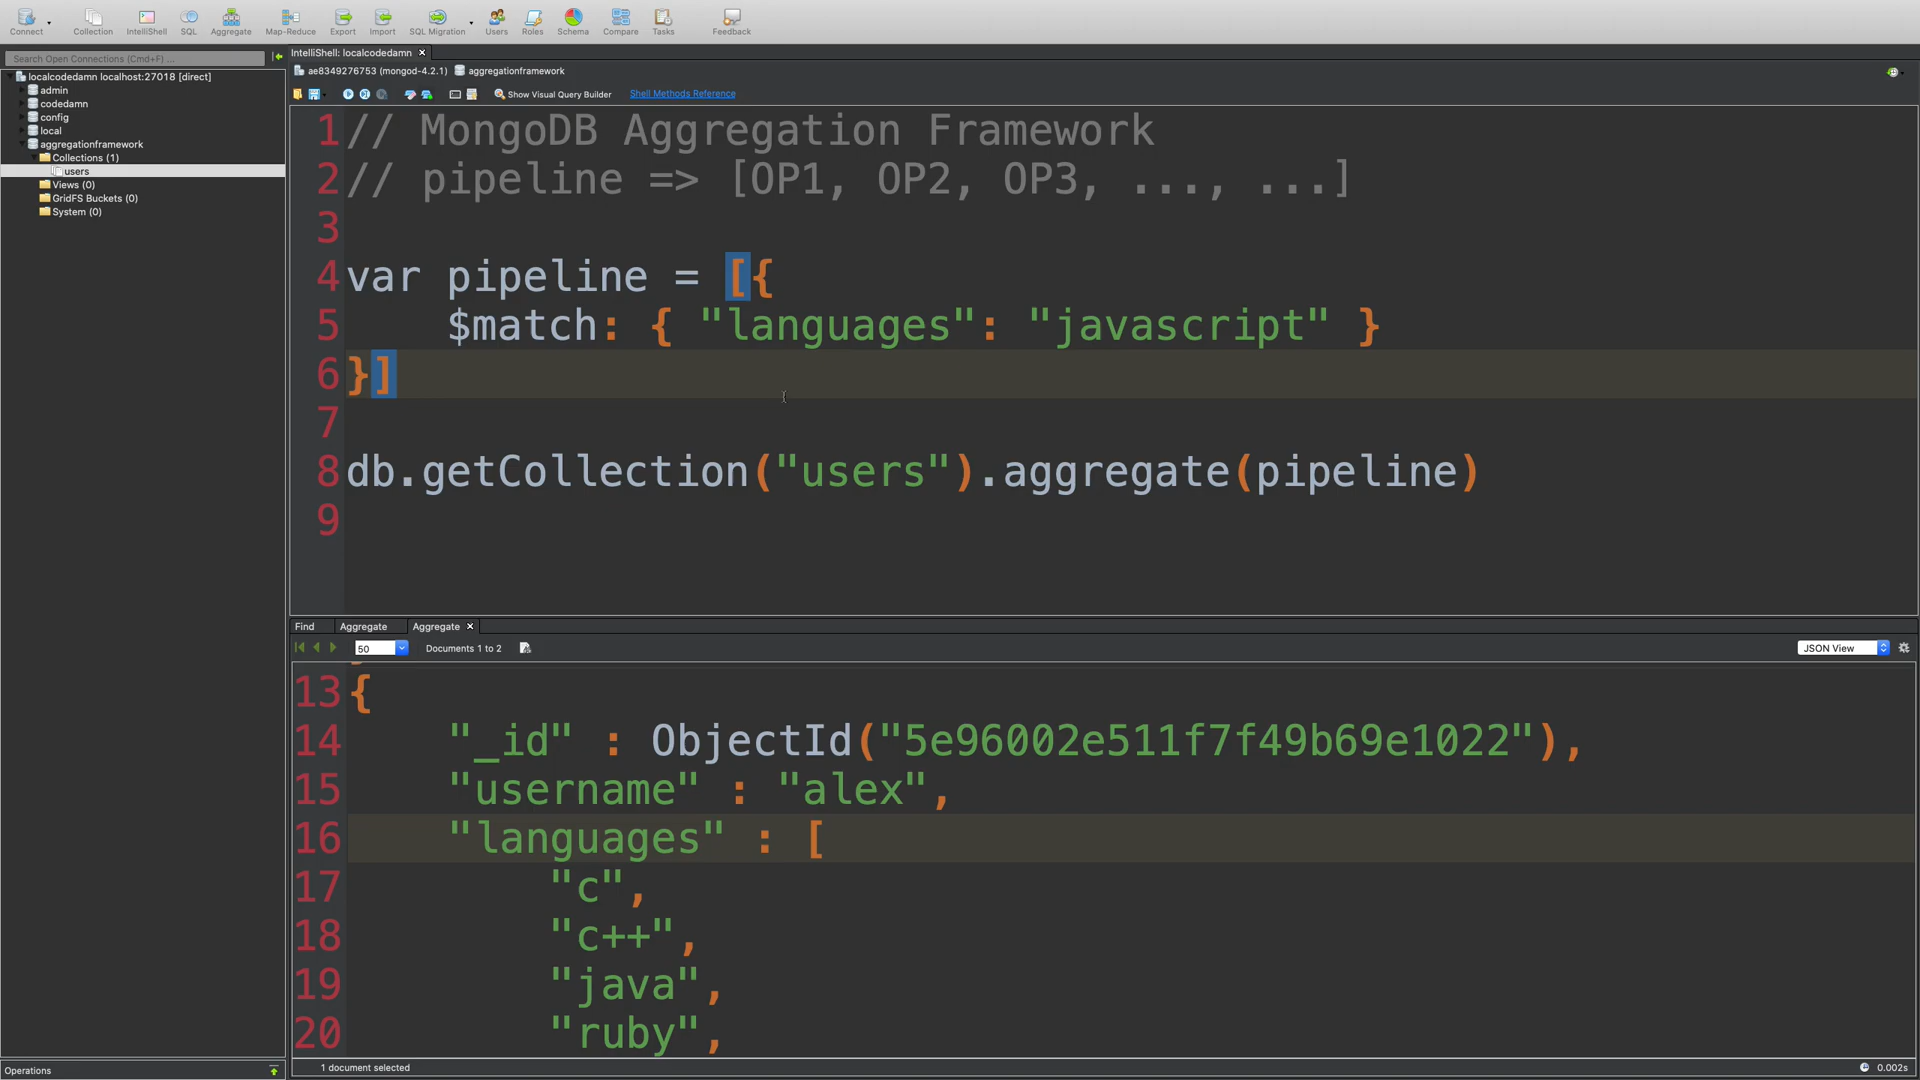 Connect
Collection
IntelliShell
SQL
Aggregate
Map-Reduce
Export
Import
SQL Migration
Users
Roles
Schema
Compare
Tasks
Feedback
Search Open Connections (Cmd+F) ...
localcodedamn localhost:27018 [direct]
admin
codedamn
config
local
aggregationframework
Collections (1)
users
Views (0)
GridFS Buckets (0)
System (0)
Operations
IntelliShell: localcodedamn
ae8349276753 (mongod-4.2.1) aggregationframework
Show Visual Query Builder Shell Methods Reference
1 // MongoDB Aggregation Framework
2 // pipeline => [OP1, OP2, OP3, ..., ...]
3
4 var pipeline = [{
5 $match: { "languages": "javascript" }
6 }]
7
8 db.getCollection("users").aggregate(pipeline)
9
Find Aggregate Aggregate
50 Documents 1 to 2 JSON View
13 {
14 "_id" : ObjectId("5e96002e511f7f49b69e1022"),
15 "username" : "alex",
16 "languages" : [
17 "c",
18 "c++",
19 "java",
20 "ruby",
1 document selected 0.002s